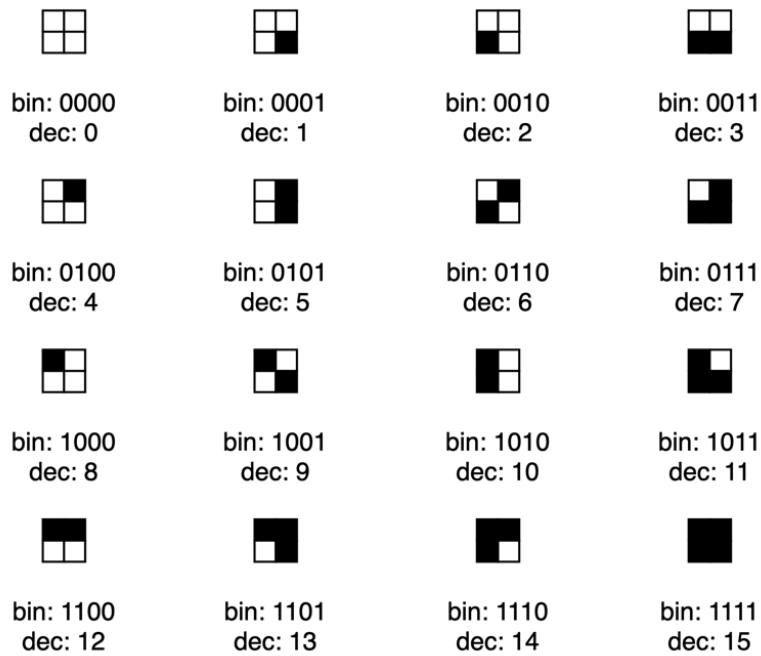 bin: 0000 bin: 0001 bin: 0010 bin: 0011
dec: 0 dec: 1 dec: 2 dec: 3
bin: 0100 bin: 0101 bin: 0110 bin: 0111
dec: 4 dec: 5 dec: 6 dec: 7
bin: 1000 bin: 1001 bin: 1010 bin: 1011
dec: 8 dec: 9 dec: 10 dec: 11
bin: 1100 bin: 1101 bin: 1110 bin: 1111
dec: 12 dec: 13 dec: 14 dec: 15